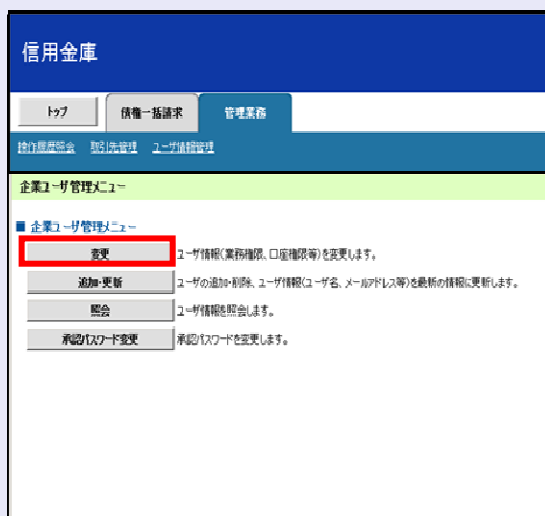 信用金庫
トップ 債権一括請求 管理業務
操作履歴照会 取引先管理 ユーザ情報管理
企業ユーザ管理メニュー
■ 企業ユーザ管理メニュー
変更 ユーザ情報(業務権限、口座権限等)を変更します。
追加・更新 ユーザの追加・削除、ユーザ情報(ユーザ名、メールアドレス等)を最新の情報に更新します。
照会 ユーザ情報を照会します。
承認パスワード変更 承認パスワードを変更します。